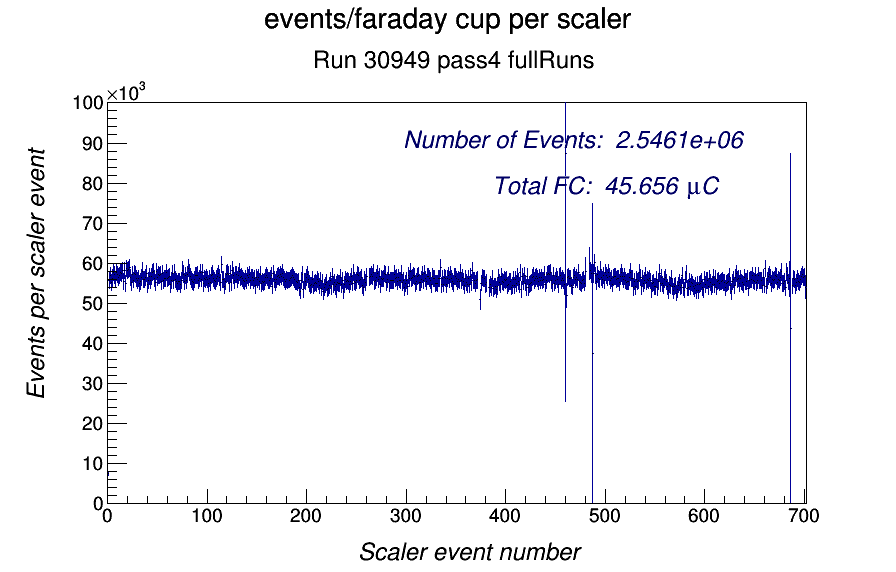 events/faraday cup per scaler
Run 30949 pass4 fullRuns
×10³
100
90
80
70
60
50
40
30
20
10
0
Events per scaler event
Number of Events: 2.5461e+06
Total FC: 45.656 μC
0 100 200 300 400 500 600 700
Scaler event number